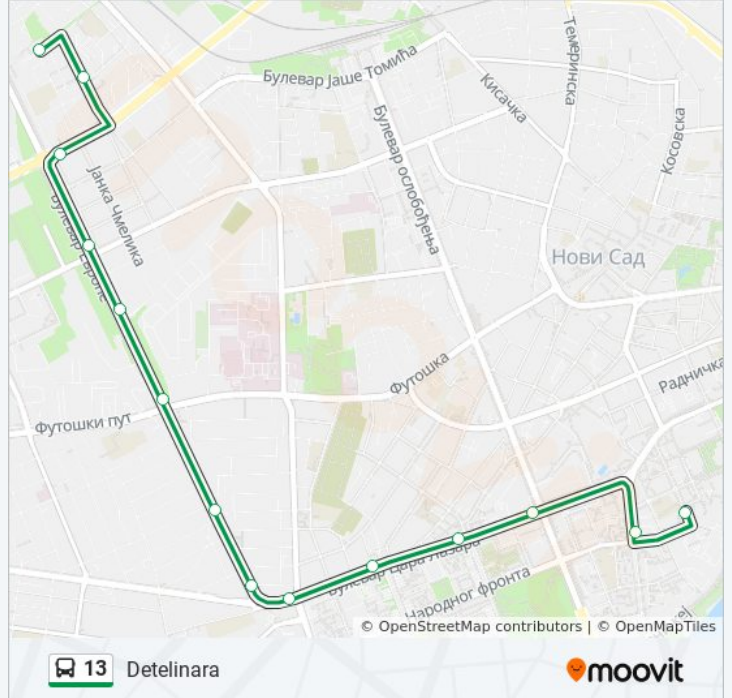 Булевар Јаше Томића
Темеринска
Кисачка
Косовска
Булевар ослобођења
Јанка Чмелика
Булевар Европе
Нови Сад
Футошка
Радничка
Футошки пут
Булевар Цара Лазара
Народног фронта
© OpenStreetMap contributors | © OpenMapTiles
13 Detelinara
moovit